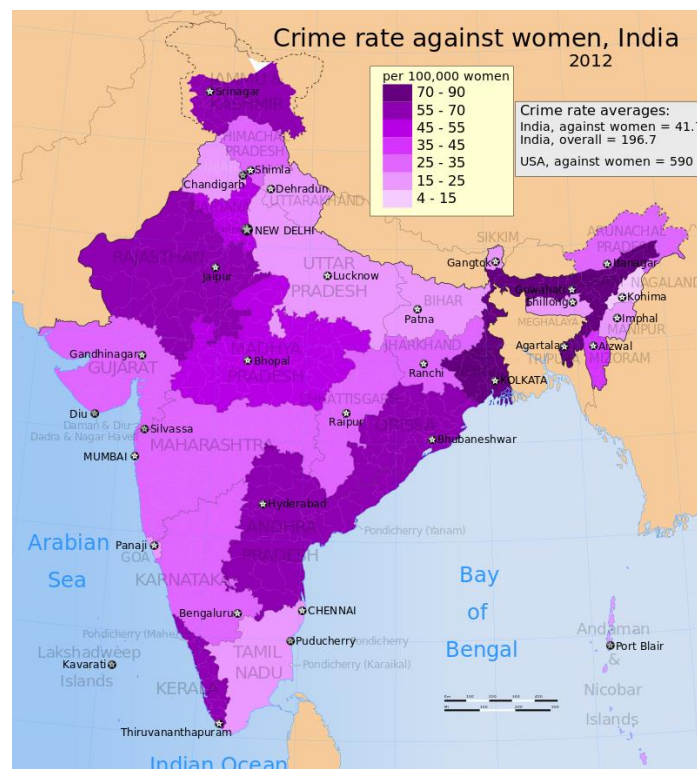 Crime rate against women, India
2012
per 100,000 women
70 - 90
55 - 70
45 - 55
35 - 45
25 - 35
15 - 25
4 - 15
Crime rate averages:
India, against women = 41.7
India, overall = 196.7
USA, against women = 590
JAMMU
Srinagar
KASHMIR
HIMACHAL
PRADESH
Shimla
Chandigarh
Dehradun
UTTARAKHAND
NEW DELHI
RAJASTHAN
Jaipur
UTTAR
PRADESH
Lucknow
SIKKIM
Gangtok
ARUNACHAL
PRADESH
Itanagar
Guwahati
NAGALAND
Shillong
Kohima
MEGHALAYA
Imphal
MANIPUR
BIHAR
Patna
Agartala
TRIPURA
Aizwal
MIZORAM
Gandhinagar
GUJARAT
MADHYA
Bhopal
PRADESH
JHARKHAND
Ranchi
KOLKATA
CHHATTISGARH
Raipur
Diu
Daman & Diu
Silvassa
Dadra & Nagar Haveli
MAHARASHTRA
ORISSA
Bhubaneshwar
MUMBAI
Hyderabad
ANDHRA
PRADESH
Pondicherry (Yanam)
Arabian
Sea
Panaji
GOA
KARNATAKA
Bay
of
Bengal
Bengaluru
CHENNAI
Pondicherry (Mahe)
Puducherry
Pondicherry
TAMIL
NADU
Pondicherry (Karaikal)
Lakshadweep
Kavarati
Islands
KERALA
Andaman
&
Port Blair
Nicobar
Islands
Thiruvananthapuram
Indian Ocean